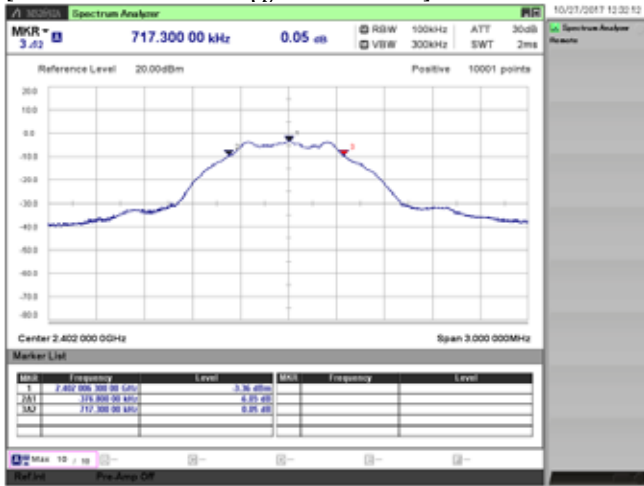 10/27/2017 12:32:12
Spectrum Analyzer
Spectrum Analyzer
Remote
MKR
3 Δ2
717.300 00 kHz
0.05 dB
RBW 100kHz
VBW 300kHz
ATT 30dB
SWT 2ms
Reference Level 20.00dBm
Positive 10001 points
20.0
10.0
0.0
-10.0
-20.0
-30.0
-40.0
-50.0
-60.0
-70.0
-80.0
Center 2.402 000 0GHz
Span 3.000 000MHz
Marker List
MKR Frequency Level MKR Frequency Level
1 2.402 006 300 00 GHz -3.36 dBm
2Δ1 -376.800 00 kHz
3Δ2 717.300 00 kHz 0.05 dB
Max 10 / 10
Ref.Int Pre-Amp Off